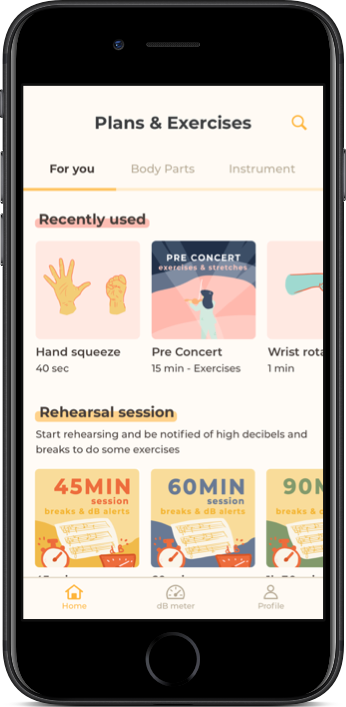 Plans & Exercises
For you
Body Parts
Instrument
Recently used
PRE CONCERT
exercises & stretches
Hand squeeze
Pre Concert
Wrist rota
40 sec
15 min - Exercises
1 min
Rehearsal session
Start rehearsing and be notified of high decibels and
breaks to do some exercises
45MIN
session
breaks & dB alerts
60MIN
session
breaks & dB alerts
90M
breaks & d
Home
dB meter
Profile